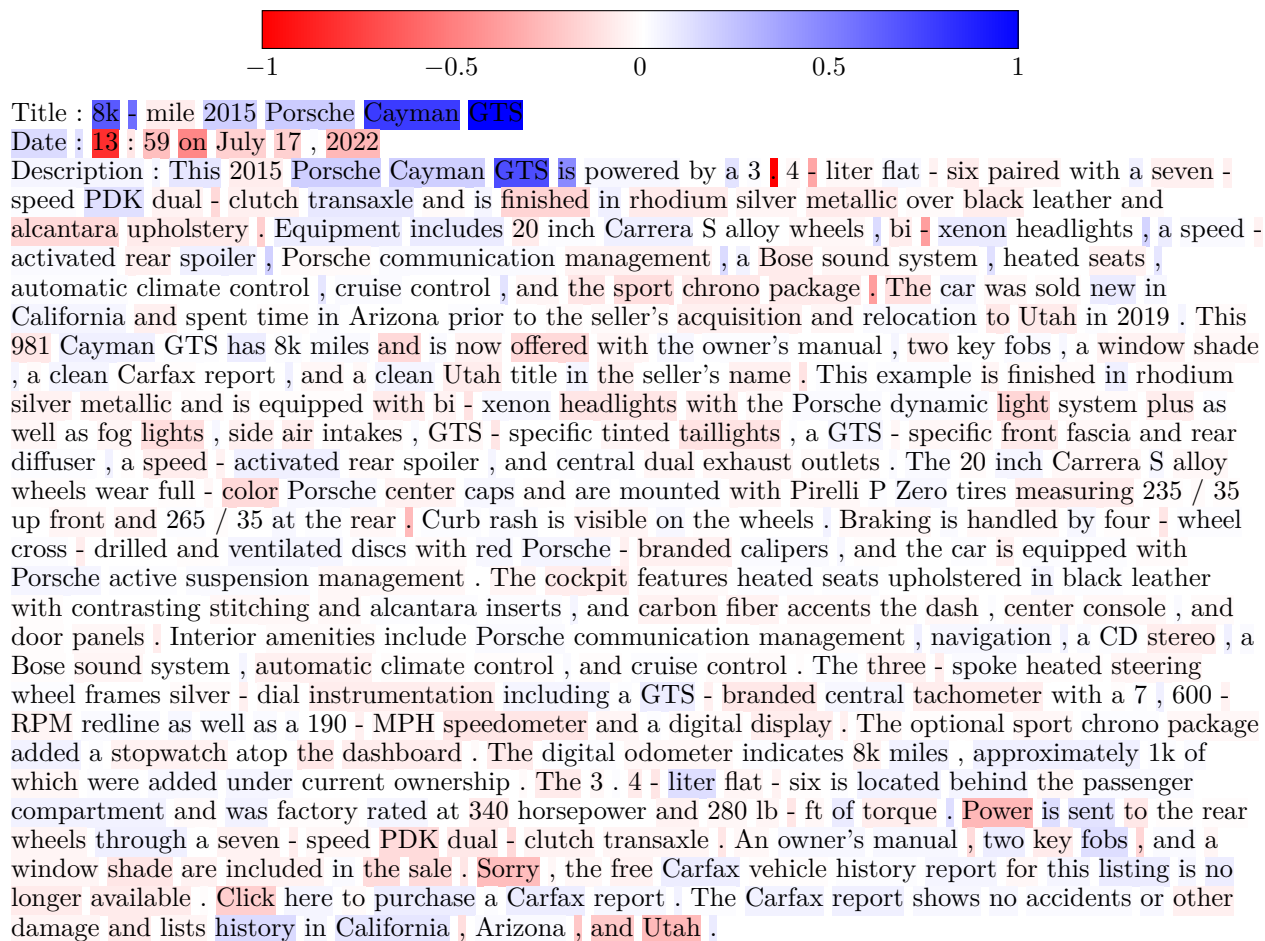 −1 −0.5 0 0.5 1
Title : 8k - mile 2015 Porsche Cayman GTS
Date : 13 : 59 on July 17 , 2022
Description : This 2015 Porsche Cayman GTS is powered by a 3 . 4 - liter flat - six paired with a seven -
speed PDK dual - clutch transaxle and is finished in rhodium silver metallic over black leather and
alcantara upholstery . Equipment includes 20 inch Carrera S alloy wheels , bi - xenon headlights , a speed -
activated rear spoiler , Porsche communication management , a Bose sound system , heated seats ,
automatic climate control , cruise control , and the sport chrono package . The car was sold new in
California and spent time in Arizona prior to the seller's acquisition and relocation to Utah in 2019 . This
981 Cayman GTS has 8k miles and is now offered with the owner's manual , two key fobs , a window shade
, a clean Carfax report , and a clean Utah title in the seller's name . This example is finished in rhodium
silver metallic and is equipped with bi - xenon headlights with the Porsche dynamic light system plus as
well as fog lights , side air intakes , GTS - specific tinted taillights , a GTS - specific front fascia and rear
diffuser , a speed - activated rear spoiler , and central dual exhaust outlets . The 20 inch Carrera S alloy
wheels wear full - color Porsche center caps and are mounted with Pirelli P Zero tires measuring 235 / 35
up front and 265 / 35 at the rear . Curb rash is visible on the wheels . Braking is handled by four - wheel
cross - drilled and ventilated discs with red Porsche - branded calipers , and the car is equipped with
Porsche active suspension management . The cockpit features heated seats upholstered in black leather
with contrasting stitching and alcantara inserts , and carbon fiber accents the dash , center console , and
door panels . Interior amenities include Porsche communication management , navigation , a CD stereo , a
Bose sound system , automatic climate control , and cruise control . The three - spoke heated steering
wheel frames silver - dial instrumentation including a GTS - branded central tachometer with a 7 , 600 -
RPM redline as well as a 190 - MPH speedometer and a digital display . The optional sport chrono package
added a stopwatch atop the dashboard . The digital odometer indicates 8k miles , approximately 1k of
which were added under current ownership . The 3 . 4 - liter flat - six is located behind the passenger
compartment and was factory rated at 340 horsepower and 280 lb - ft of torque . Power is sent to the rear
wheels through a seven - speed PDK dual - clutch transaxle . An owner's manual , two key fobs , and a
window shade are included in the sale . Sorry , the free Carfax vehicle history report for this listing is no
longer available . Click here to purchase a Carfax report . The Carfax report shows no accidents or other
damage and lists history in California , Arizona , and Utah .